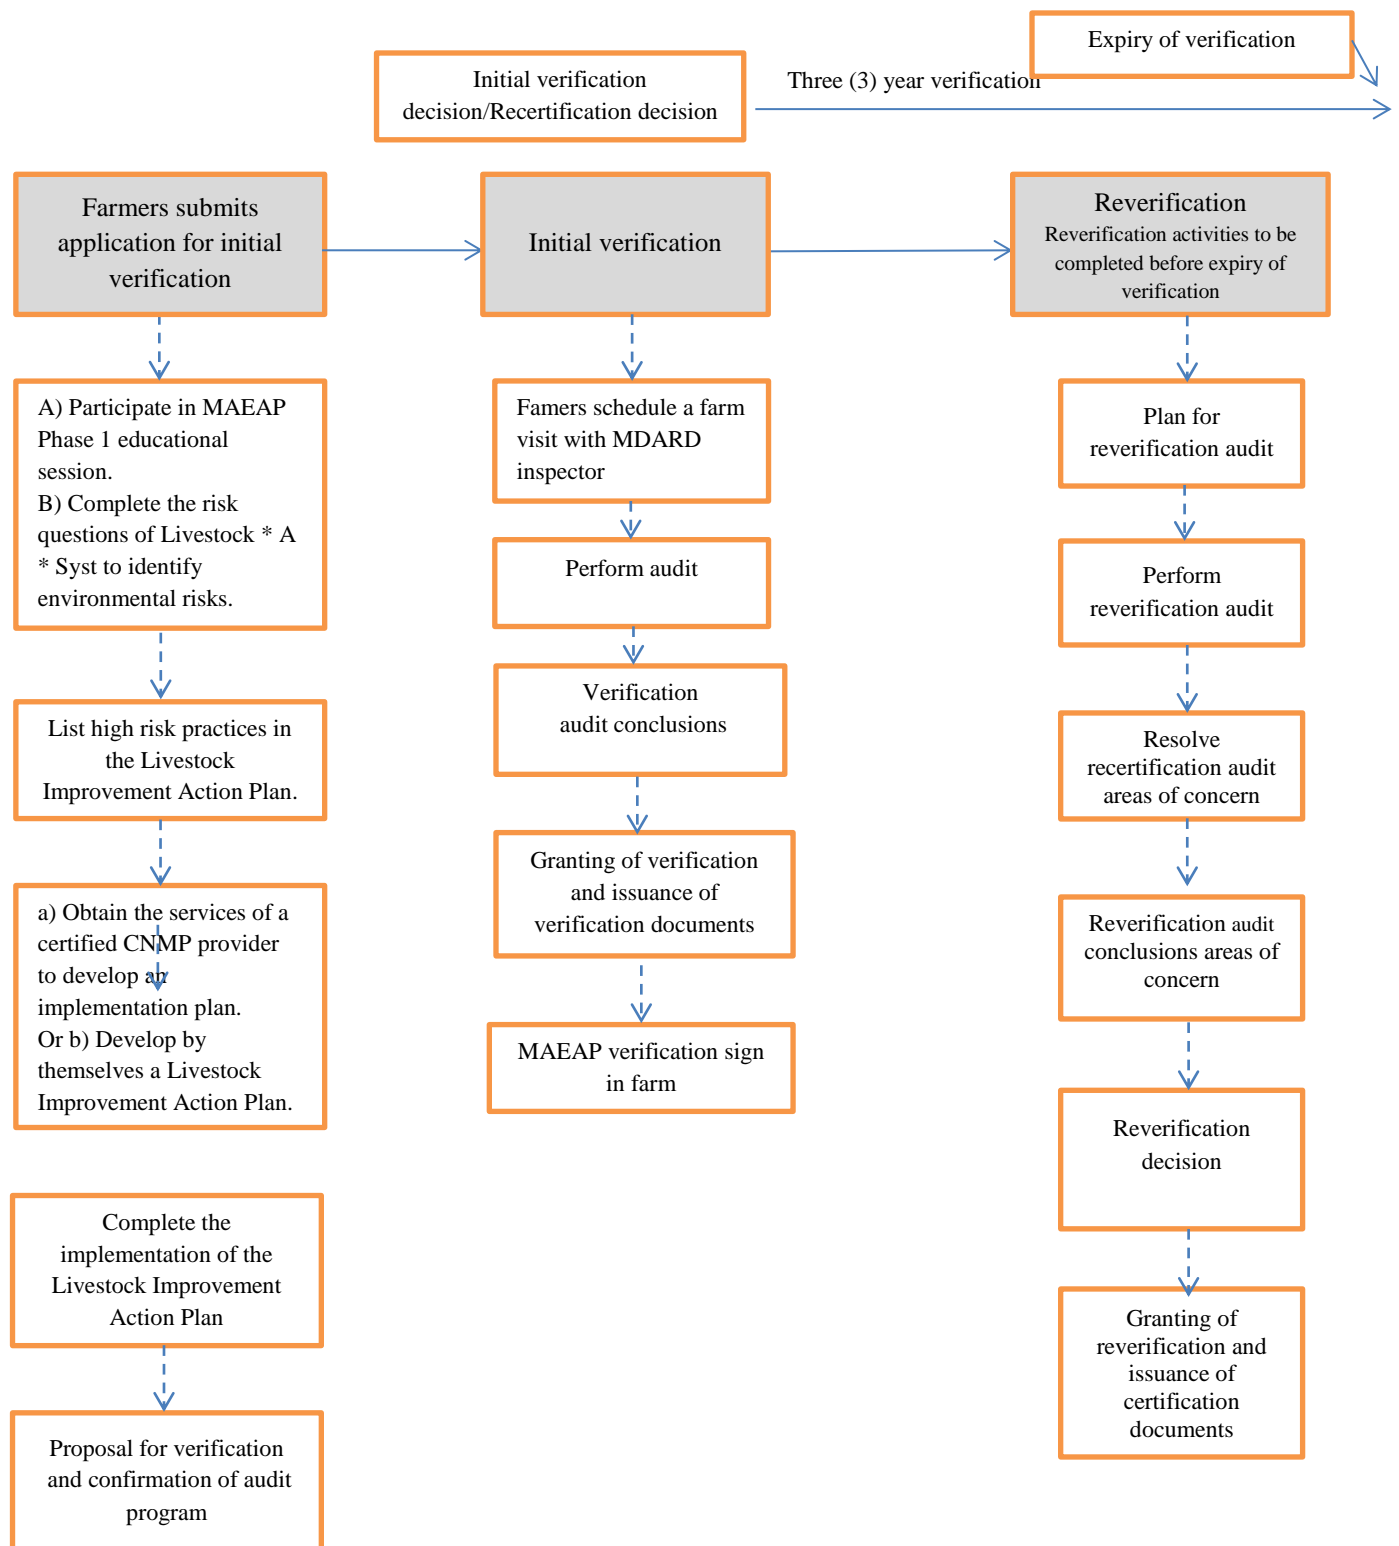 Expiry of verification
Initial verification
decision/Recertification decision
Three (3) year verification
Farmers submits
application for initial
verification
Initial verification
Reverification
Reverification activities to be
completed before expiry of
verification
A) Participate in MAEAP
Phase 1 educational
session.
B) Complete the risk
questions of Livestock * A
* Syst to identify
environmental risks.
List high risk practices in
the Livestock
Improvement Action Plan.
a) Obtain the services of a
certified CNMP provider
to develop an
implementation plan.
Or b) Develop by
themselves a Livestock
Improvement Action Plan.
Complete the
implementation of the
Livestock Improvement
Action Plan
Proposal for verification
and confirmation of audit
program
Famers schedule a farm
visit with MDARD
inspector
Perform audit
Verification
audit conclusions
Granting of verification
and issuance of
verification documents
MAEAP verification sign
in farm
Plan for
reverification audit
Perform
reverification audit
Resolve
recertification audit
areas of concern
Reverification audit
conclusions areas of
concern
Reverification
decision
Granting of
reverification and
issuance of
certification
documents